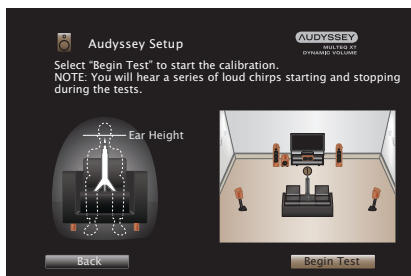 Audyssey Setup
AUDYSSEY
MULTEQ XT
DYNAMIC VOLUME
Select “Begin Test” to start the calibration.
NOTE: You will hear a series of loud chirps starting and stopping
during the tests.
Ear Height
Back
Begin Test